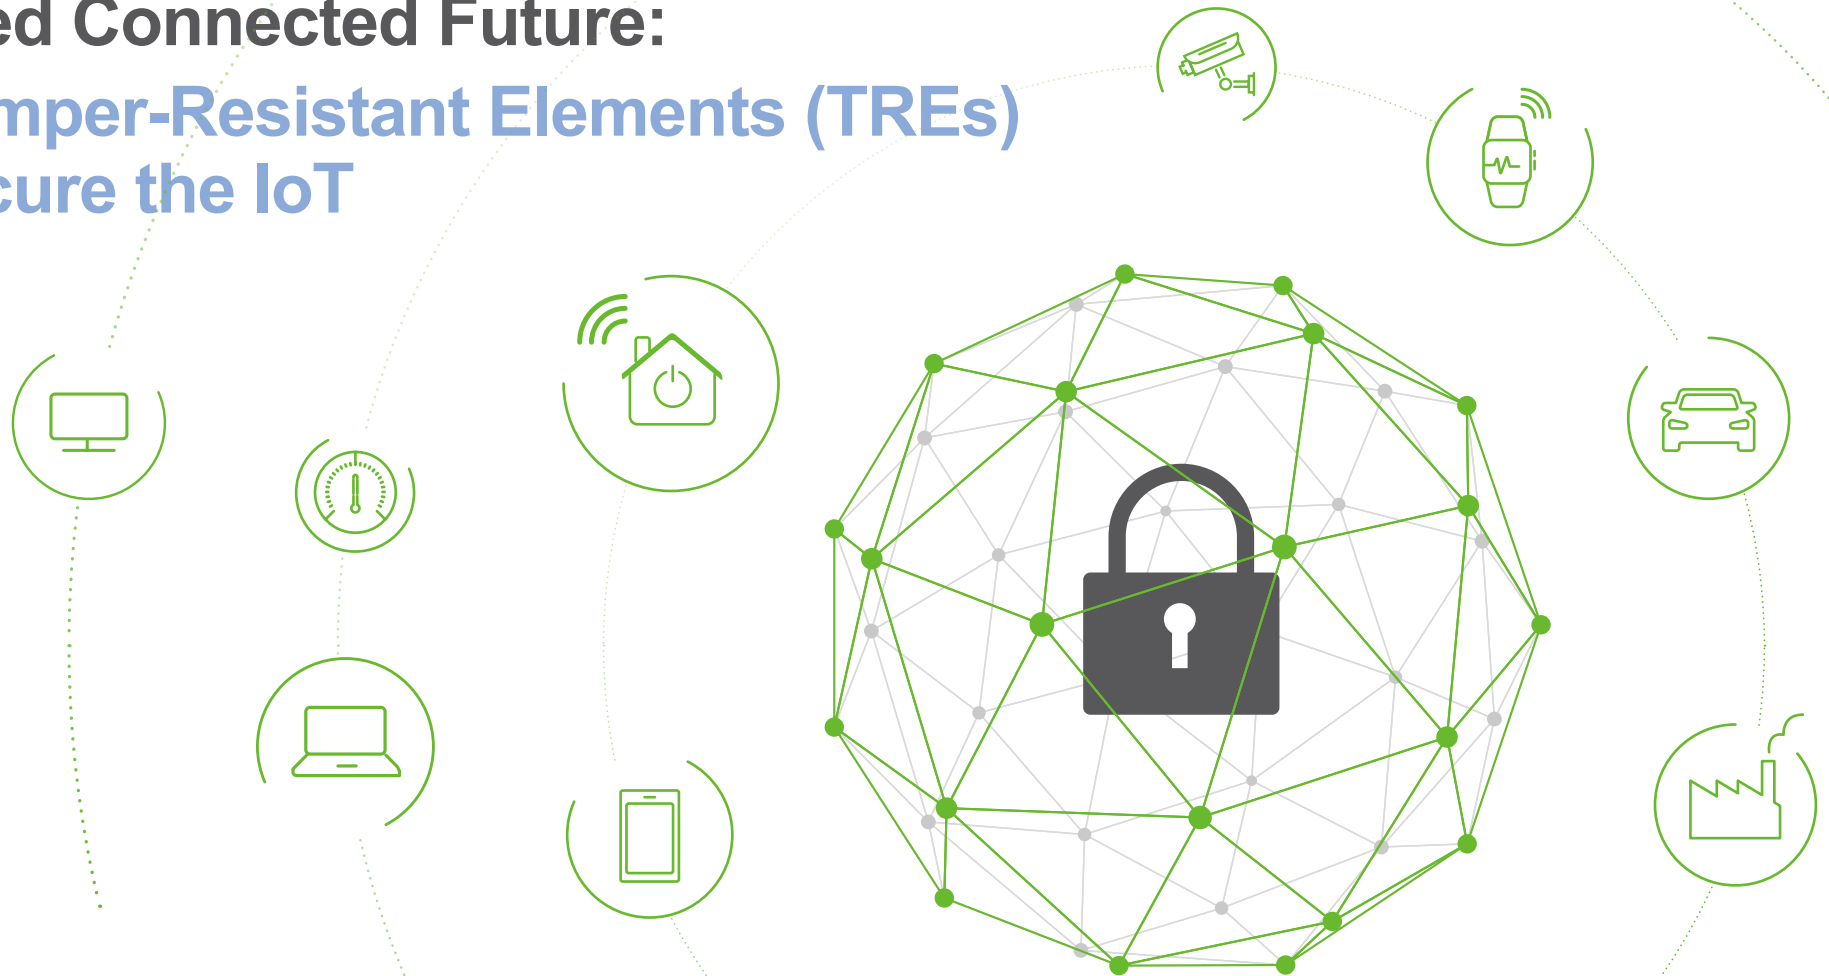 ed Connected Future:
mper-Resistant Elements (TREs)
cure the IoT